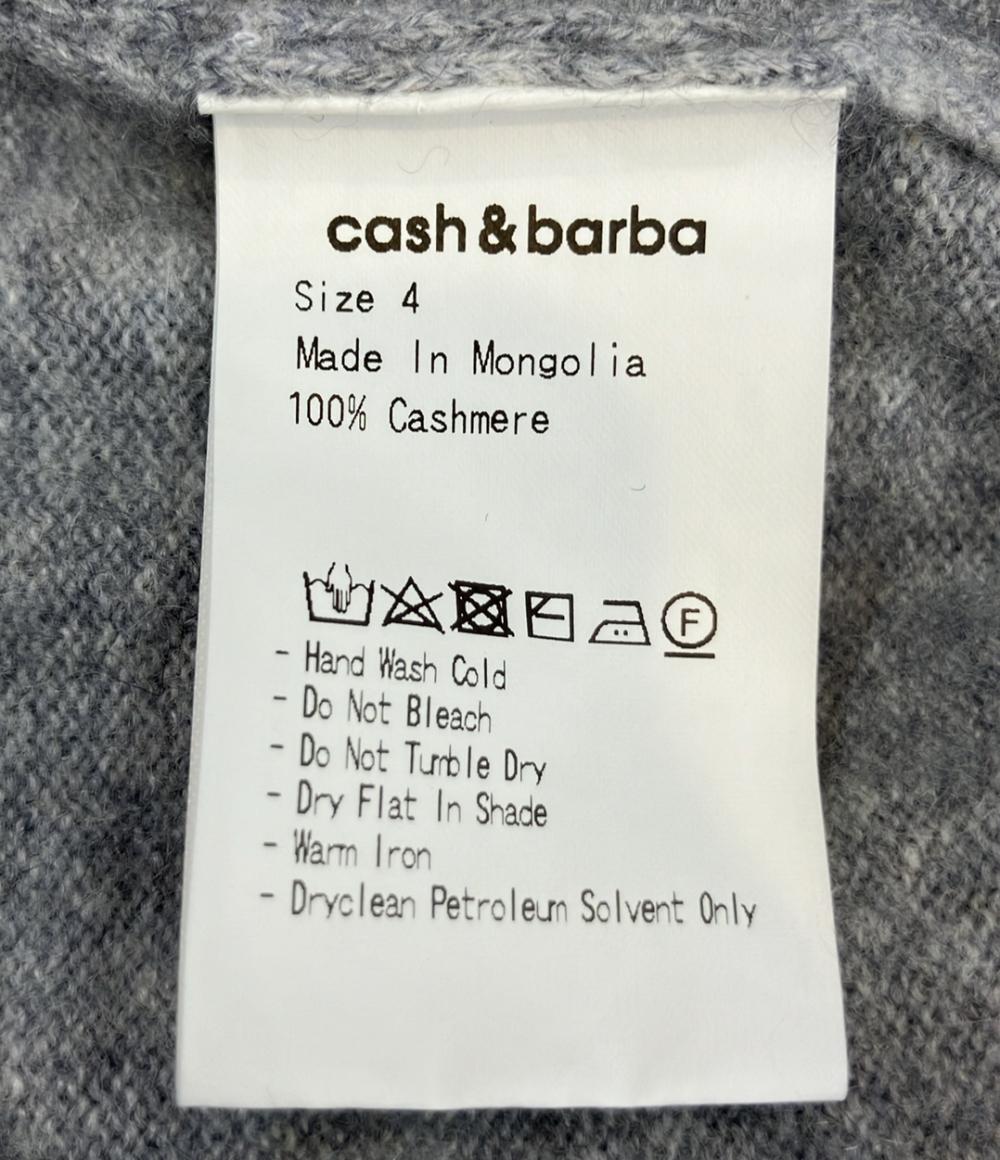 cash & barba
Size 4
Made In Mongolia
100% Cashmere
F
- Hand Wash Cold
- Do Not Bleach
- Do Not Tumble Dry
- Dry Flat In Shade
- Warm Iron
- Dryclean Petroleum Solvent Only